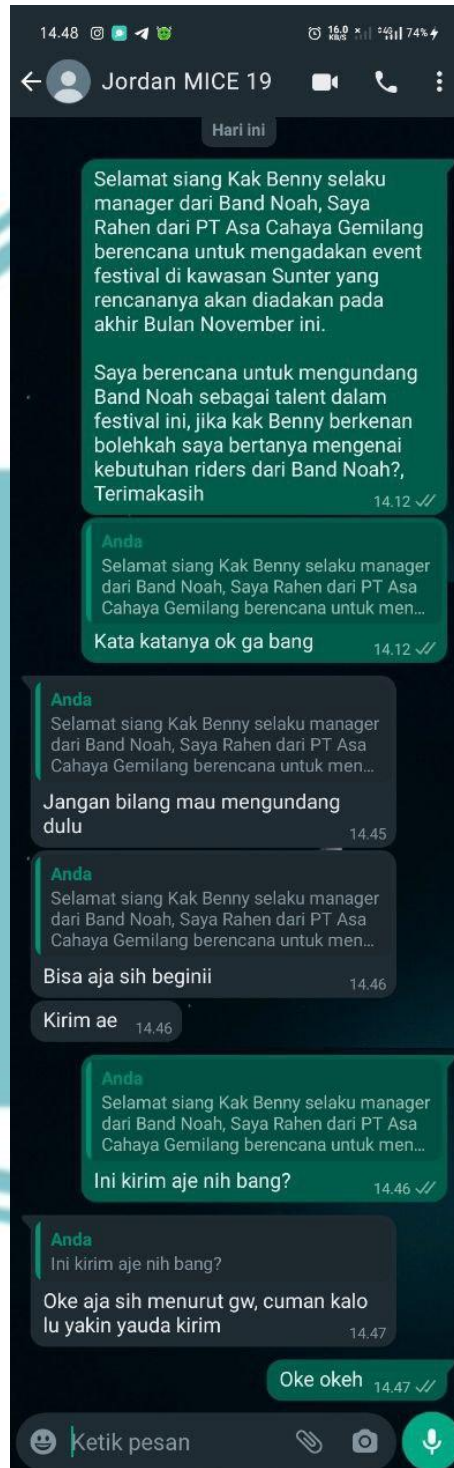 14.48
16.0 KB/S
4G
74%
Jordan MICE 19
Hari ini
Selamat siang Kak Benny selaku
manager dari Band Noah, Saya
Rahen dari PT Asa Cahaya Gemilang
berencana untuk mengadakan event
festival di kawasan Sunter yang
rencananya akan diadakan pada
akhir Bulan November ini.
Saya berencana untuk mengundang
Band Noah sebagai talent dalam
festival ini, jika kak Benny berkenan
bolehkah saya bertanya mengenai
kebutuhan riders dari Band Noah?,
Terimakasih
14.12
Anda
Selamat siang Kak Benny selaku manager
dari Band Noah, Saya Rahen dari PT Asa
Cahaya Gemilang berencana untuk men...
Kata katanya ok ga bang
14.12
Anda
Selamat siang Kak Benny selaku manager
dari Band Noah, Saya Rahen dari PT Asa
Cahaya Gemilang berencana untuk men...
Jangan bilang mau mengundang
dulu
14.45
Anda
Selamat siang Kak Benny selaku manager
dari Band Noah, Saya Rahen dari PT Asa
Cahaya Gemilang berencana untuk men...
Bisa aja sih beginii
14.46
Kirim ae 14.46
Anda
Selamat siang Kak Benny selaku manager
dari Band Noah, Saya Rahen dari PT Asa
Cahaya Gemilang berencana untuk men...
Ini kirim aje nih bang?
14.46
Anda
Ini kirim aje nih bang?
Oke aja sih menurut gw, cuman kalo
lu yakin yauda kirim
14.47
Oke okeh 14.47
Ketik pesan